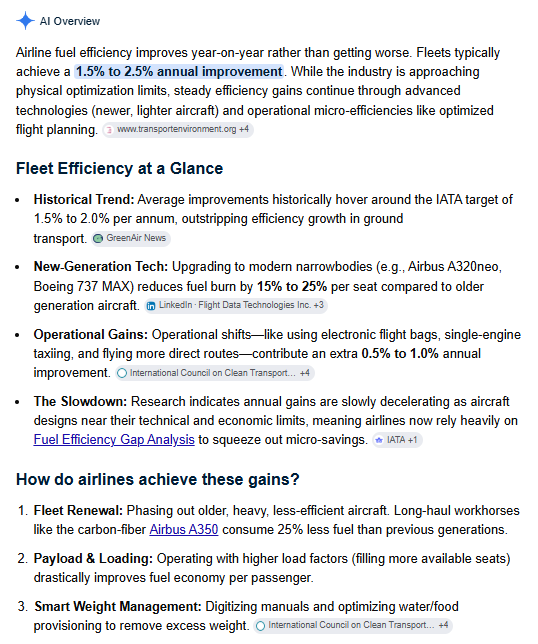 AI Overview
Airline fuel efficiency improves year-on-year rather than getting worse. Fleets typically
achieve a 1.5% to 2.5% annual improvement. While the industry is approaching
physical optimization limits, steady efficiency gains continue through advanced
technologies (newer, lighter aircraft) and operational micro-efficiencies like optimized
flight planning. www.transportenvironment.org +4
Fleet Efficiency at a Glance
• Historical Trend: Average improvements historically hover around the IATA target of
1.5% to 2.0% per annum, outstripping efficiency growth in ground
transport. GreenAir News
• New-Generation Tech: Upgrading to modern narrowbodies (e.g., Airbus A320neo,
Boeing 737 MAX) reduces fuel burn by 15% to 25% per seat compared to older
generation aircraft. LinkedIn · Flight Data Technologies Inc. +3
• Operational Gains: Operational shifts—like using electronic flight bags, single-engine
taxiing, and flying more direct routes—contribute an extra 0.5% to 1.0% annual
improvement. International Council on Clean Transport... +4
• The Slowdown: Research indicates annual gains are slowly decelerating as aircraft
designs near their technical and economic limits, meaning airlines now rely heavily on
Fuel Efficiency Gap Analysis to squeeze out micro-savings. IATA +1
How do airlines achieve these gains?
1. Fleet Renewal: Phasing out older, heavy, less-efficient aircraft. Long-haul workhorses
like the carbon-fiber Airbus A350 consume 25% less fuel than previous generations.
2. Payload & Loading: Operating with higher load factors (filling more available seats)
drastically improves fuel economy per passenger.
3. Smart Weight Management: Digitizing manuals and optimizing water/food
provisioning to remove excess weight. International Council on Clean Transport... +4